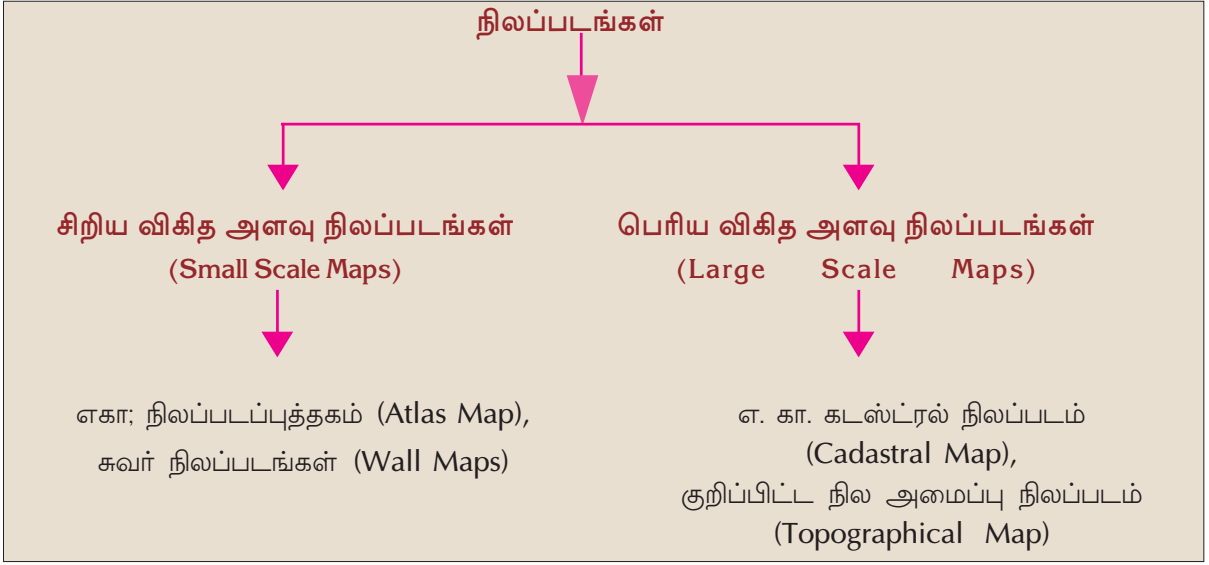 நிலப்படங்கள்
சிறிய விகித அளவு நிலப்படங்கள்
(Small Scale Maps)
பெரிய விகித அளவு நிலப்படங்கள்
(Large Scale Maps)
எகா; நிலப்படப்புத்தகம் (Atlas Map),
சுவர் நிலப்படங்கள் (Wall Maps)
எ. கா. கடஸ்ட்ரல் நிலப்படம்
(Cadastral Map),
குறிப்பிட்ட நில அமைப்பு நிலப்படம்
(Topographical Map)